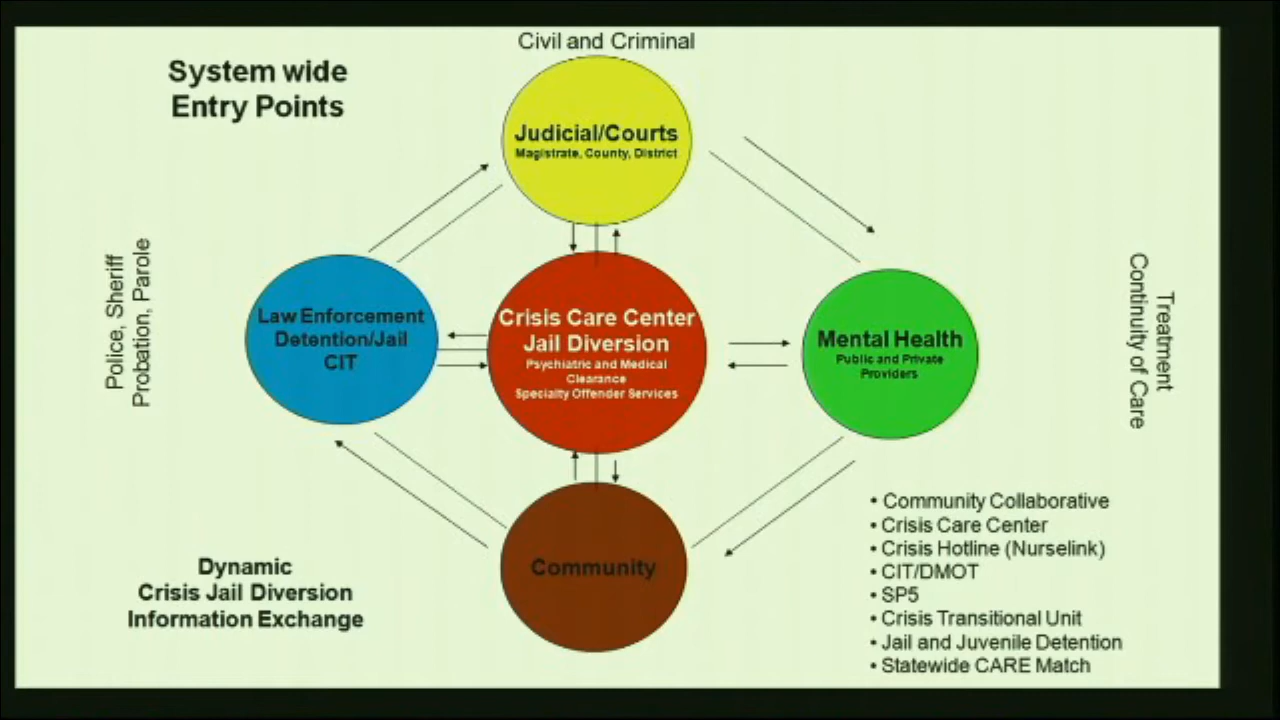 Civil and Criminal
System wide
Entry Points
Judicial/Courts
Magistrate, County, District
Police, Sheriff
Probation, Parole
Law Enforcement
Detention/Jail
CIT
Crisis Care Center
Jail Diversion
Psychiatric and Medical
Clearance
Specialty Offender Services
Mental Health
Public and Private
Providers
Treatment
Continuity of Care
Community
Dynamic
Crisis Jail Diversion
Information Exchange
• Community Collaborative
• Crisis Care Center
• Crisis Hotline (Nurselink)
• CIT/DMOT
• SP5
• Crisis Transitional Unit
• Jail and Juvenile Detention
• Statewide CARE Match